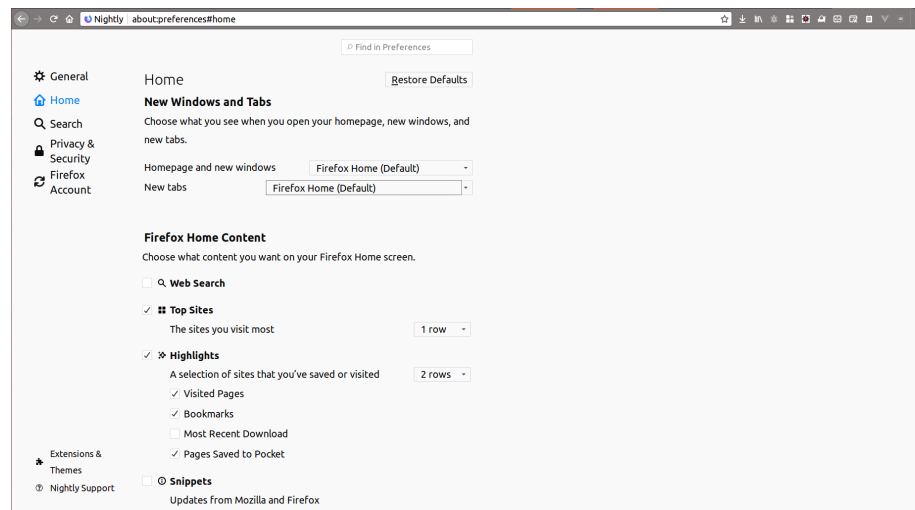 Nightly about:preferences#home
Find in Preferences
General
Home
Search
Privacy &
Security
Firefox
Account
Extensions &
Themes
Nightly Support
Home
Restore Defaults
New Windows and Tabs
Choose what you see when you open your homepage, new windows, and
new tabs.
Homepage and new windows Firefox Home (Default)
New tabs Firefox Home (Default)
Firefox Home Content
Choose what content you want on your Firefox Home screen.
Web Search
Top Sites
The sites you visit most 1 row
Highlights
A selection of sites that you've saved or visited 2 rows
Visited Pages
Bookmarks
Most Recent Download
Pages Saved to Pocket
Snippets
Updates from Mozilla and Firefox